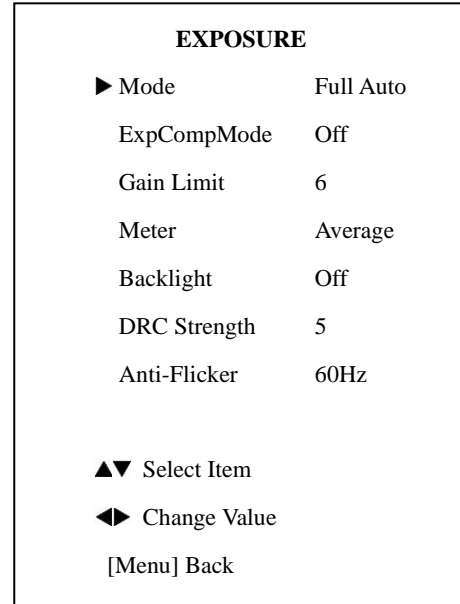 EXPOSURE
▶ Mode Full Auto
ExpCompMode Off
Gain Limit 6
Meter Average
Backlight Off
DRC Strength 5
Anti-Flicker 60Hz
▲▼ Select Item
◀▶ Change Value
[Menu] Back